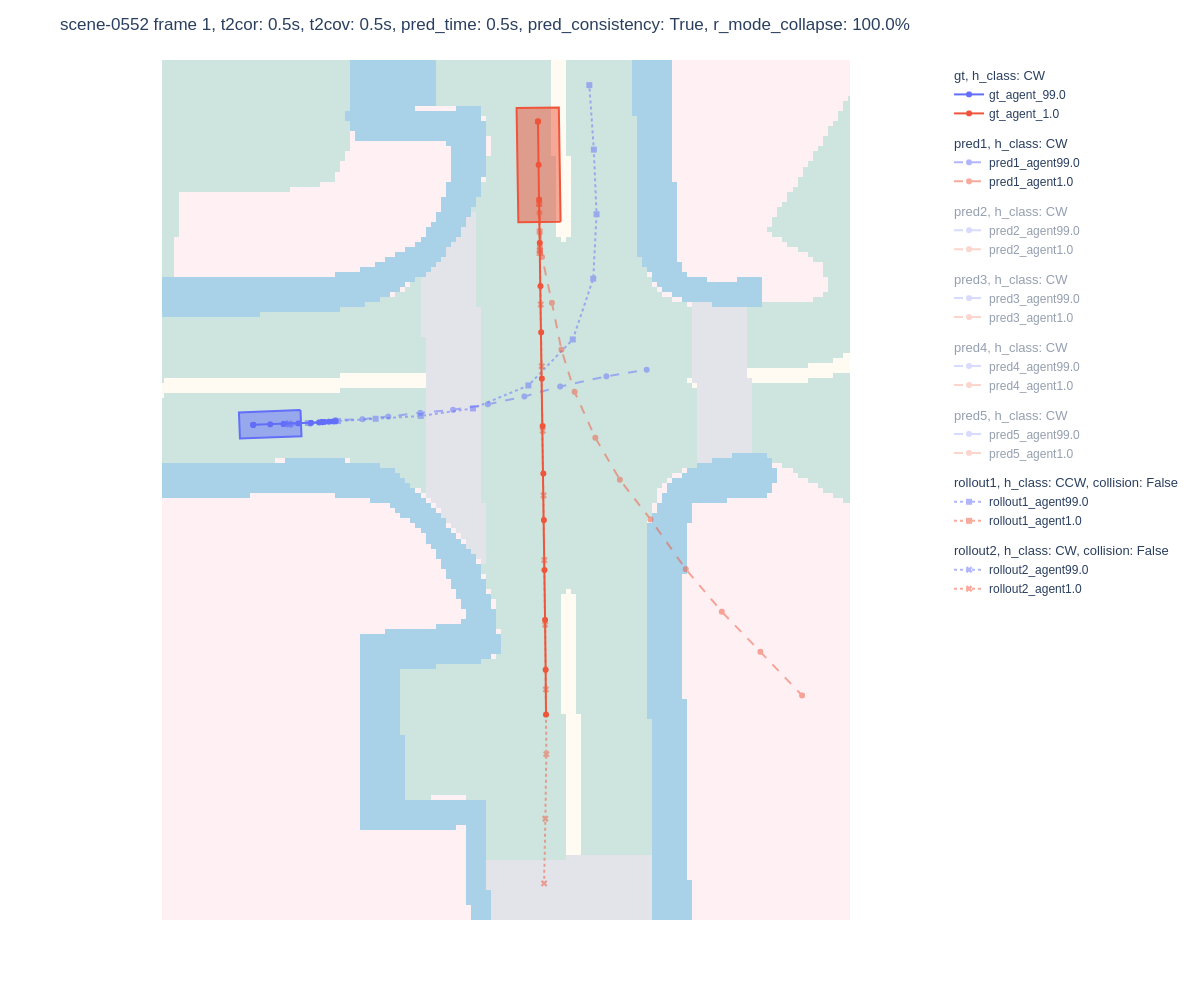 scene-0552 frame 1, t2cor: 0.5s, t2cov: 0.5s, pred_time: 0.5s, pred_consistency: True, r_mode_collapse: 100.0%
gt, h_class: CW
gt_agent_99.0
gt_agent_1.0
pred1, h_class: CW
pred1_agent99.0
pred1_agent1.0
pred2, h_class: CW
pred2_agent99.0
pred2_agent1.0
pred3, h_class: CW
pred3_agent99.0
pred3_agent1.0
pred4, h_class: CW
pred4_agent99.0
pred4_agent1.0
pred5, h_class: CW
pred5_agent99.0
pred5_agent1.0
rollout1, h_class: CCW, collision: False
rollout1_agent99.0
rollout1_agent1.0
rollout2, h_class: CW, collision: False
rollout2_agent99.0
rollout2_agent1.0